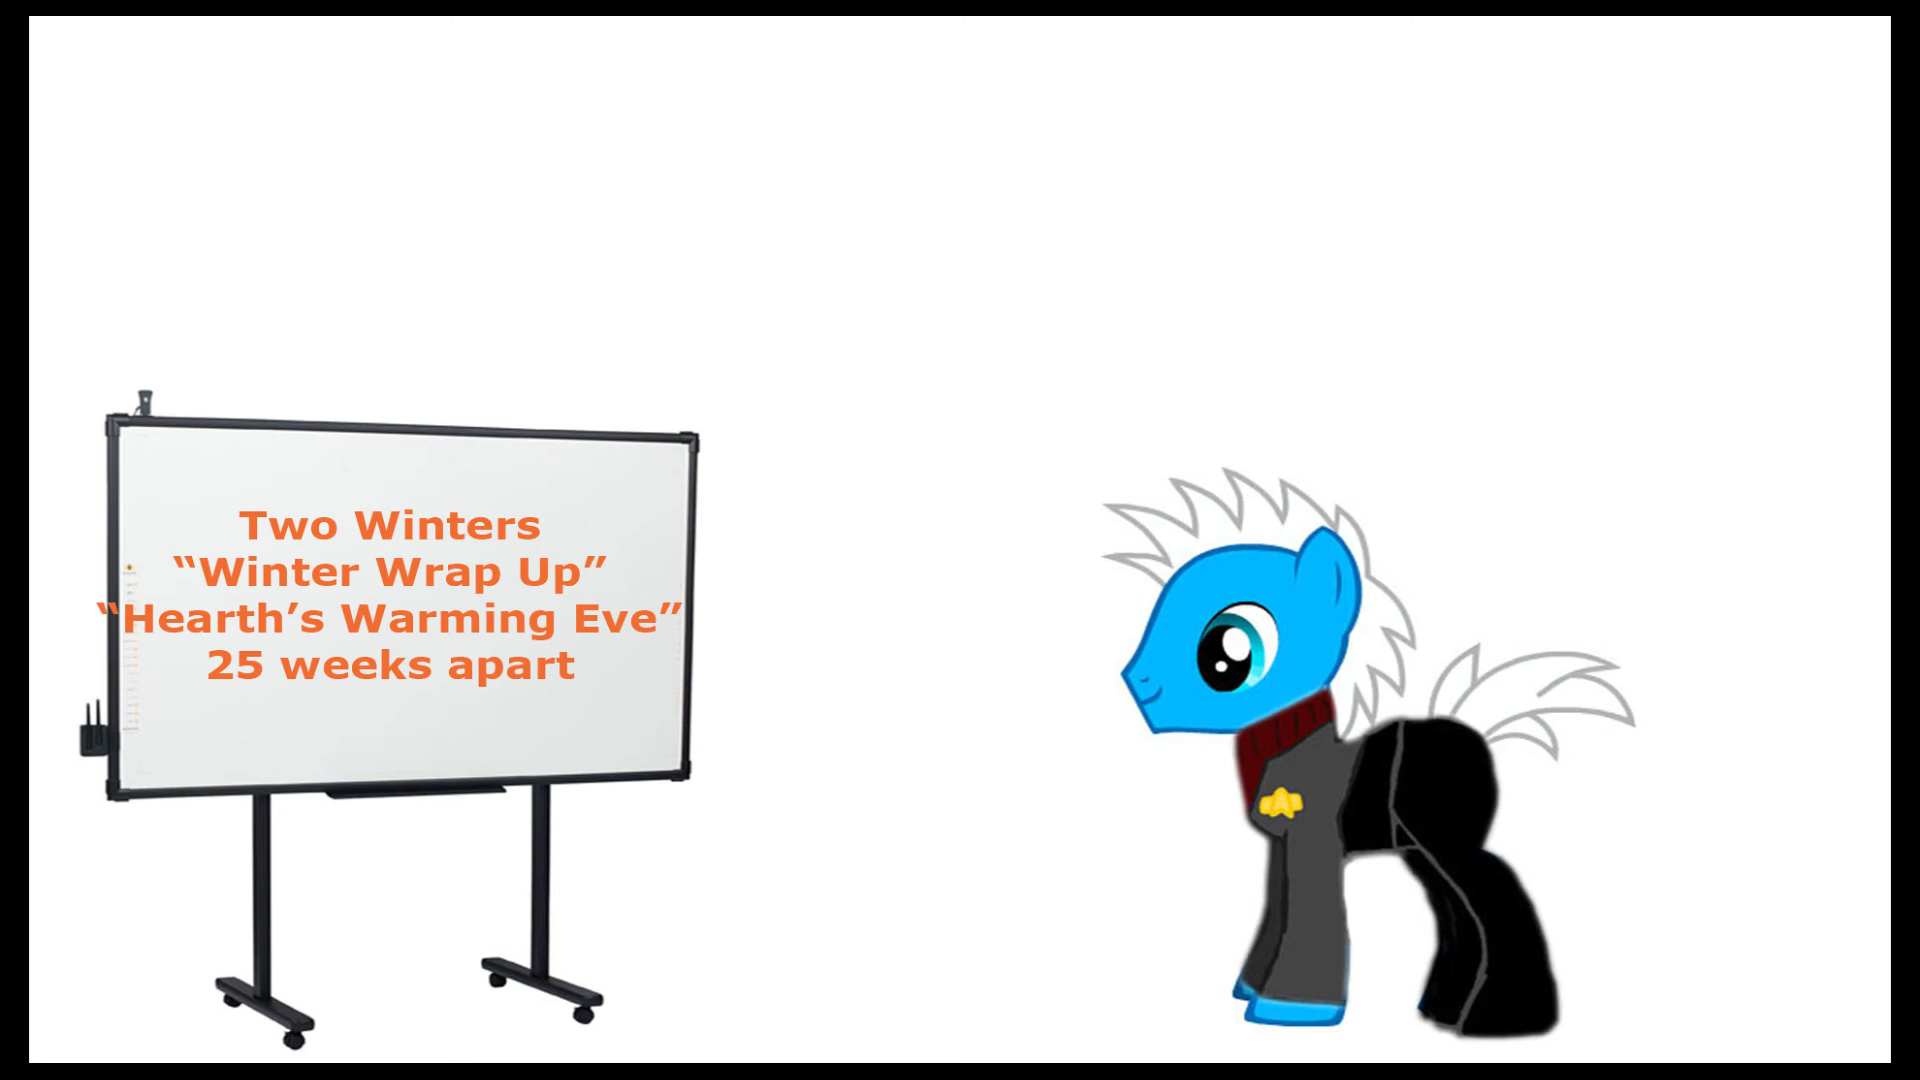 Two Winters
“Winter Wrap Up”
“Hearth’s Warming Eve”
25 weeks apart